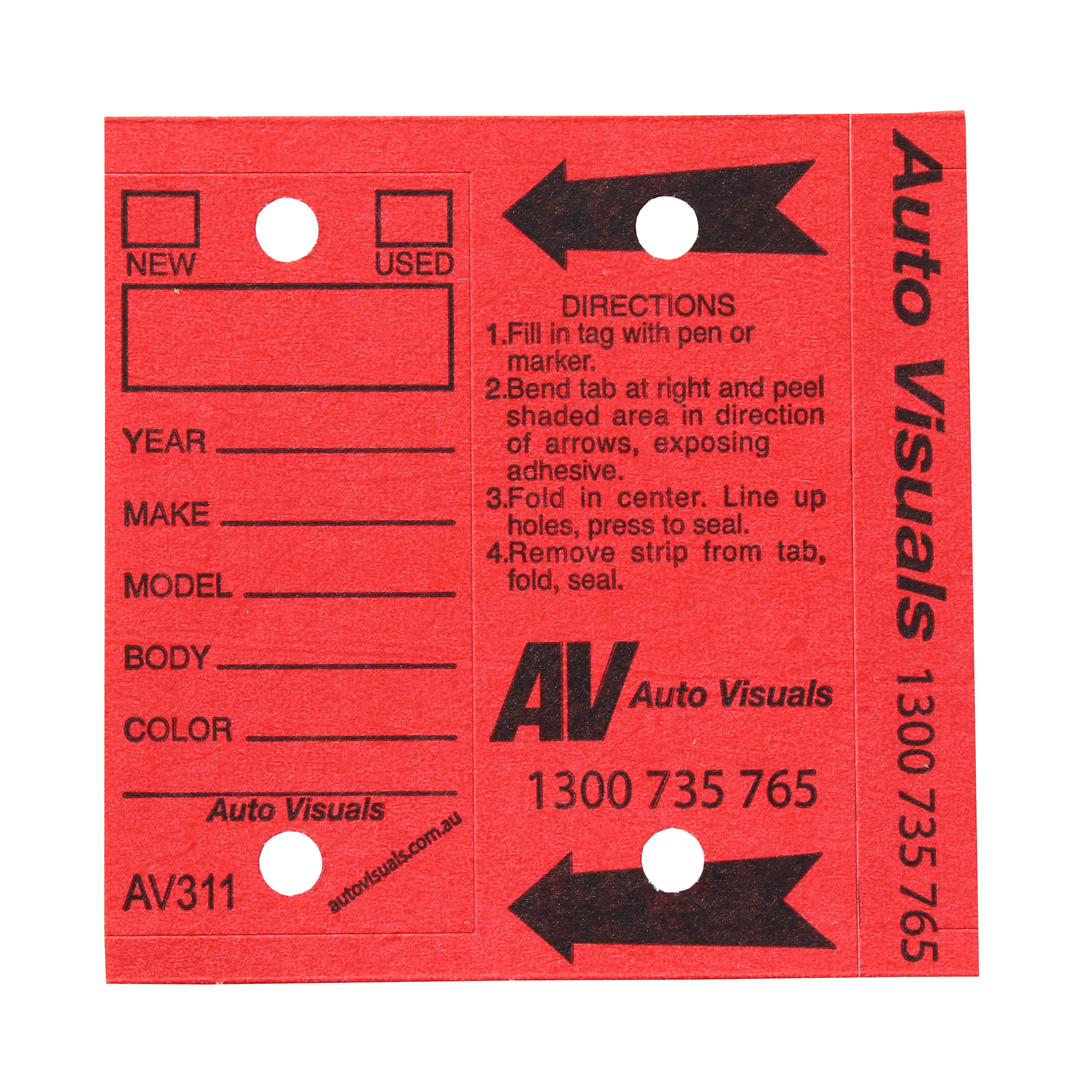 NEW
USED
YEAR
MAKE
MODEL
BODY
COLOR
Auto Visuals
autovisuals.com.au
AV311
DIRECTIONS
1.Fill in tag with pen or
marker.
2.Bend tab at right and peel
shaded area in direction
of arrows, exposing
adhesive.
3.Fold in center. Line up
holes, press to seal.
4.Remove strip from tab,
fold, seal.
AV Auto Visuals
1300 735 765
Auto Visuals 1300 735 765